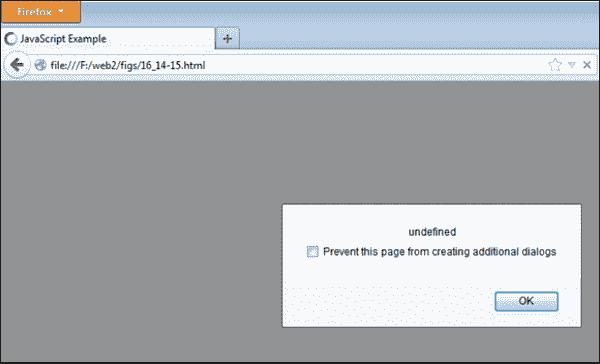 Firefox
JavaScript Example
file:///F:/web2/figs/16_14-15.html
undefined
Prevent this page from creating additional dialogs
OK